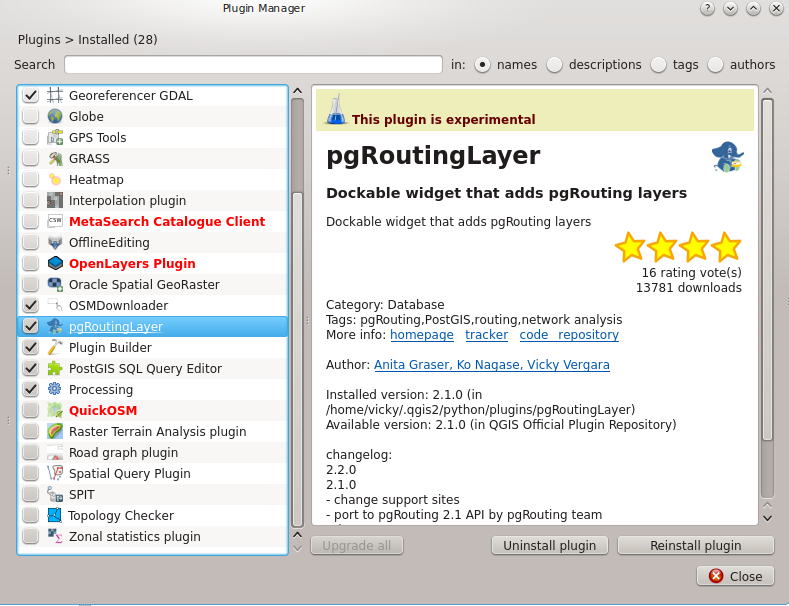 Plugin Manager
?
Plugins > Installed (28)
Search in: names descriptions tags authors
Georeferencer GDAL
Globe
GPS Tools
GRASS
Heatmap
Interpolation plugin
CSW MetaSearch Catalogue Client
OfflineEditing
OpenLayers Plugin
Oracle Spatial GeoRaster
OSMDownloader
pgRoutingLayer
Plugin Builder
PostGIS SQL Query Editor
Processing
QuickOSM
Raster Terrain Analysis plugin
Road graph plugin
Spatial Query Plugin
SPIT
Topology Checker
Zonal statistics plugin
This plugin is experimental
pgRoutingLayer
Dockable widget that adds pgRouting layers
Dockable widget that adds pgRouting layers
16 rating vote(s)
13781 downloads
Category: Database
Tags: pgRouting,PostGIS,routing,network analysis
More info: homepage tracker code_repository
Author: Anita Graser, Ko Nagase, Vicky Vergara
Installed version: 2.1.0 (in
/home/vicky/.qgis2/python/plugins/pgRoutingLayer)
Available version: 2.1.0 (in QGIS Official Plugin Repository)
changelog:
2.2.0
2.1.0
- change support sites
- port to pgRouting 2.1 API by pgRouting team
Upgrade all Uninstall plugin Reinstall plugin
Close